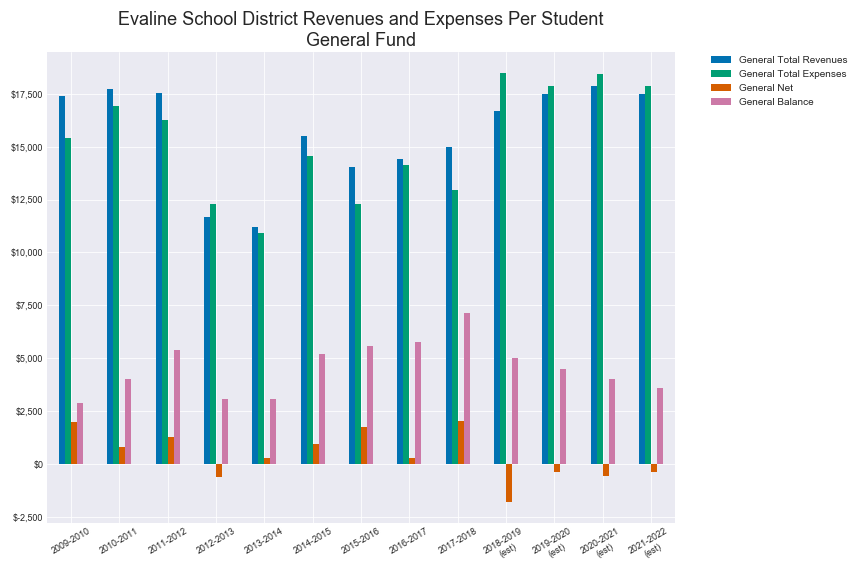 Evaline School District Revenues and Expenses Per Student
General Fund
General Total Revenues
General Total Expenses
General Net
General Balance
$17,500
$15,000
$12,500
$10,000
$7,500
$5,000
$2,500
$0
$-2,500
2009-2010
2010-2011
2011-2012
2012-2013
2013-2014
2014-2015
2015-2016
2016-2017
2017-2018
2018-2019
(est)
2019-2020
(est)
2020-2021
(est)
2021-2022
(est)